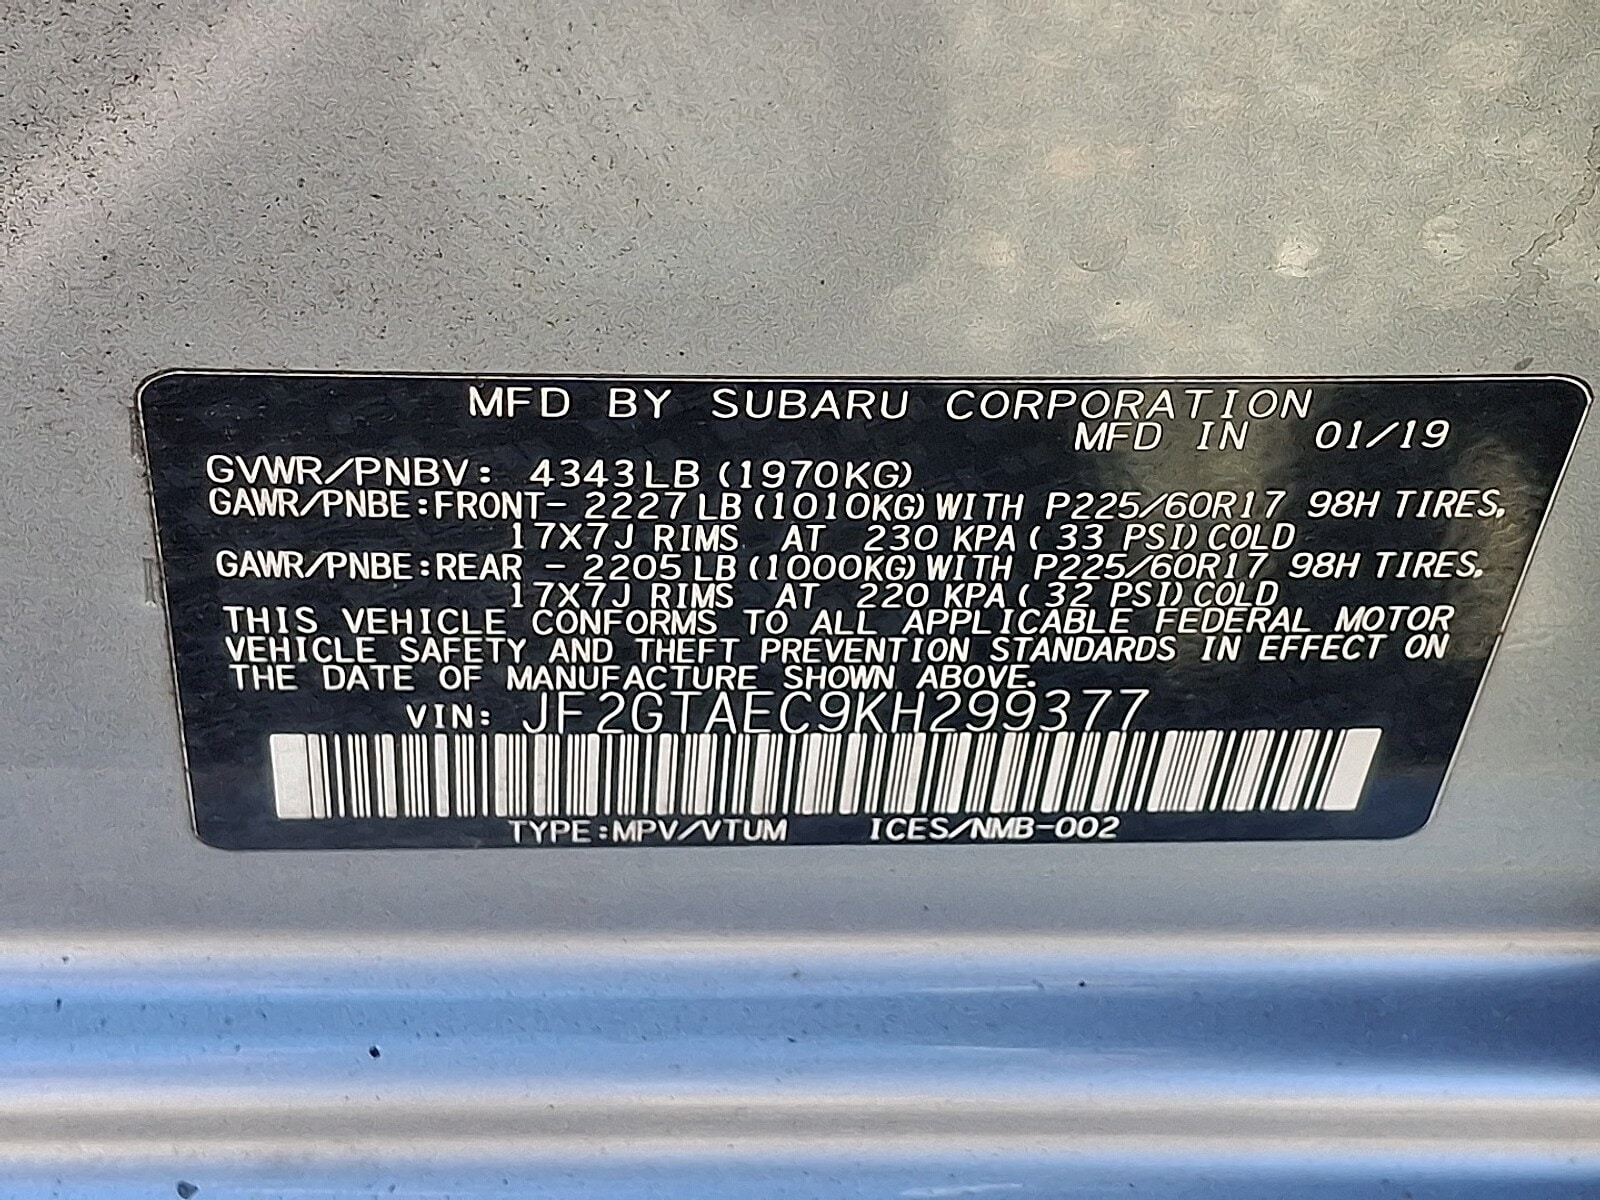 MFD BY SUBARU CORPORATION
MFD IN 01/19
GVWR/PNBV: 4343LB (1970KG)
GAWR/PNBE:FRONT- 2227LB (1010KG) WITH P225/60R17 98H TIRES,
17X7J RIMS AT 230 KPA ( 33 PSI) COLD
GAWR/PNBE:REAR - 2205LB (1000KG) WITH P225/60R17 98H TIRES,
17X7J RIMS AT 220 KPA ( 32 PSI) COLD
THIS VEHICLE CONFORMS TO ALL APPLICABLE FEDERAL MOTOR
VEHICLE SAFETY AND THEFT PREVENTION STANDARDS IN EFFECT ON
THE DATE OF MANUFACTURE SHOWN ABOVE.
VIN: JF2GTAEC9KH299377
TYPE:MPV/VTUM ICES/NMB-002